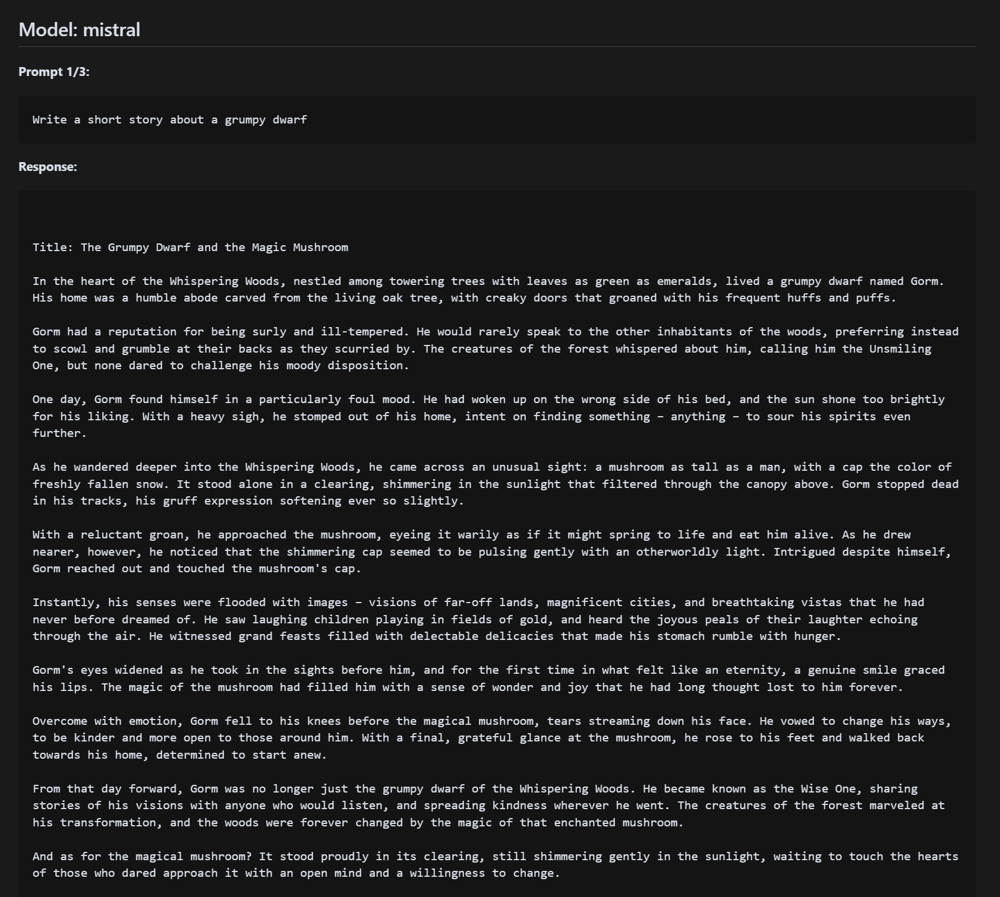 Model: mistral
Prompt 1/3:
Write a short story about a grumpy dwarf
Response:
Title: The Grumpy Dwarf and the Magic Mushroom
In the heart of the Whispering Woods, nestled among towering trees with leaves as green as emeralds, lived a grumpy dwarf named Gorm.
His home was a humble abode carved from the living oak tree, with creaky doors that groaned with his frequent huffs and puffs.
Gorm had a reputation for being surly and ill-tempered. He would rarely speak to the other inhabitants of the woods, preferring instead
to scowl and grumble at their backs as they scurried by. The creatures of the forest whispered about him, calling him the Unsmiling
One, but none dared to challenge his moody disposition.
One day, Gorm found himself in a particularly foul mood. He had woken up on the wrong side of his bed, and the sun shone too brightly
for his liking. With a heavy sigh, he stomped out of his home, intent on finding something – anything – to sour his spirits even
further.
As he wandered deeper into the Whispering Woods, he came across an unusual sight: a mushroom as tall as a man, with a cap the color of
freshly fallen snow. It stood alone in a clearing, shimmering in the sunlight that filtered through the canopy above. Gorm stopped dead
in his tracks, his gruff expression softening ever so slightly.
With a reluctant groan, he approached the mushroom, eyeing it warily as if it might spring to life and eat him alive. As he drew
nearer, however, he noticed that the shimmering cap seemed to be pulsing gently with an otherworldly light. Intrigued despite himself,
Gorm reached out and touched the mushroom's cap.
Instantly, his senses were flooded with images – visions of far-off lands, magnificent cities, and breathtaking vistas that he had
never before dreamed of. He saw laughing children playing in fields of gold, and heard the joyous peals of their laughter echoing
through the air. He witnessed grand feasts filled with delectable delicacies that made his stomach rumble with hunger.
Gorm's eyes widened as he took in the sights before him, and for the first time in what felt like an eternity, a genuine smile graced
his lips. The magic of the mushroom had filled him with a sense of wonder and joy that he had long thought lost to him forever.
Overcome with emotion, Gorm fell to his knees before the magical mushroom, tears streaming down his face. He vowed to change his ways,
to be kinder and more open to those around him. With a final, grateful glance at the mushroom, he rose to his feet and walked back
towards his home, determined to start anew.
From that day forward, Gorm was no longer just the grumpy dwarf of the Whispering Woods. He became known as the Wise One, sharing
stories of his visions with anyone who would listen, and spreading kindness wherever he went. The creatures of the forest marveled at
his transformation, and the woods were forever changed by the magic of that enchanted mushroom.
And as for the magical mushroom? It stood proudly in its clearing, still shimmering gently in the sunlight, waiting to touch the hearts
of those who dared approach it with an open mind and a willingness to change.